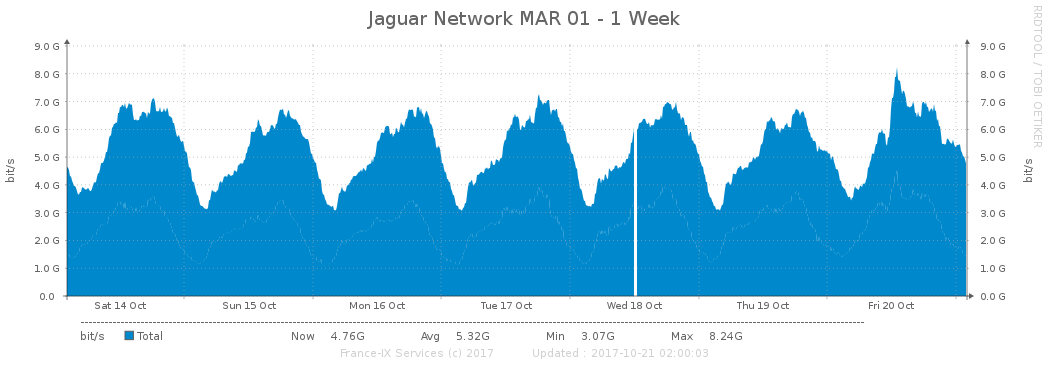 Jaguar Network MAR 01 - 1 Week
RRDTOOL / TOBI OETIKER
bit/s
bit/s
9.0 G 9.0 G
8.0 G 8.0 G
7.0 G 7.0 G
6.0 G 6.0 G
5.0 G 5.0 G
4.0 G 4.0 G
3.0 G 3.0 G
2.0 G 2.0 G
1.0 G 1.0 G
0.0 0.0 G
Sat 14 Oct Sun 15 Oct Mon 16 Oct Tue 17 Oct Wed 18 Oct Thu 19 Oct Fri 20 Oct
bit/s Total Now 4.76G Avg 5.32G Min 3.07G Max 8.24G
France-IX Services (c) 2017 Updated : 2017-10-21 02:00:03